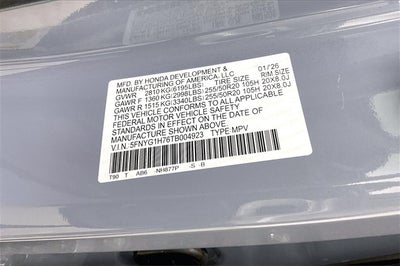 MFD. BY HONDA DEVELOPMENT & 01/26
MANUFACTURING OF AMERICA, LLC
GVWR 2810 KG(6195LBS) TIRE SIZE RIM SIZE
GAWR F 1360 KG(2998LBS) 255/50R20 105H 20X8.0J
GAWR R 1515 KG(3340LBS) 255/50R20 105H 20X8.0J
THIS VEHICLE CONFORMS TO ALL APPLICABLE
FEDERAL MOTOR VEHICLE SAFETY
STANDARDS IN EFFECT ON THE DATE OF
MANUFACTURE SHOWN ABOVE.
V.I.N: 5FNYG1H76TB004923 TYPE: MPV
T90 T AB6 -NH877P -S -B